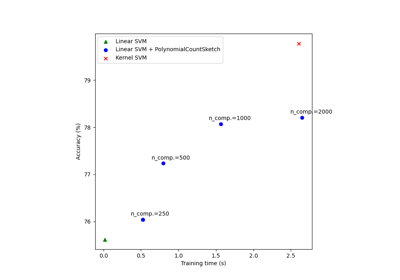 Linear SVM
Linear SVM + PolynomialCountSketch
Kernel SVM
79
78
77
76
Accuracy (%)
n_comp.=2000
n_comp.=1000
n_comp.=500
n_comp.=250
0.0 0.5 1.0 1.5 2.0 2.5
Training time (s)